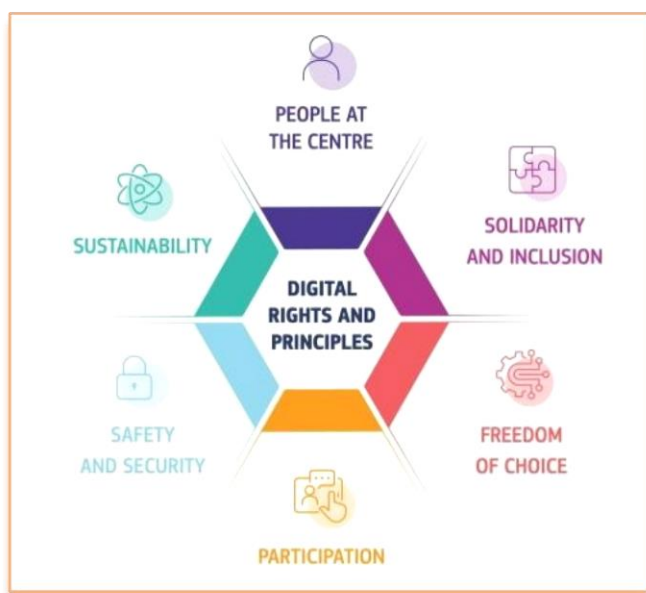 PEOPLE AT
THE CENTRE
SOLIDARITY
AND INCLUSION
SUSTAINABILITY
DIGITAL
RIGHTS AND
PRINCIPLES
SAFETY
AND SECURITY
FREEDOM
OF CHOICE
PARTICIPATION